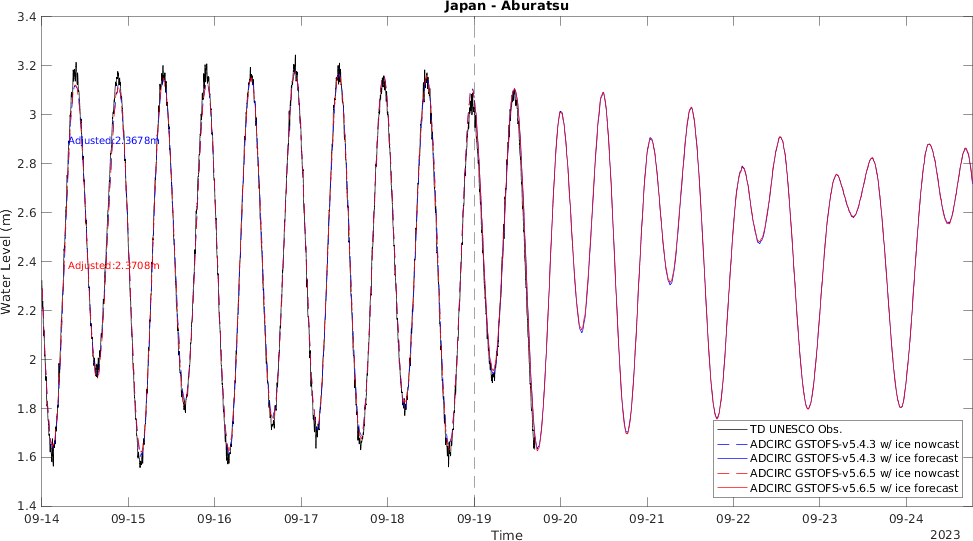 Japan - Aburatsu
3.4
3.2
3
2.8
2.6
2.4
2.2
2
1.8
1.6
1.4
Water Level (m)
Adjusted:2.3678m
Adjusted:2.3708m
TD UNESCO Obs.
ADCIRC GSTOFS-v5.4.3 w/ ice nowcast
ADCIRC GSTOFS-v5.4.3 w/ ice forecast
ADCIRC GSTOFS-v5.6.5 w/ ice nowcast
ADCIRC GSTOFS-v5.6.5 w/ ice forecast
09-14 09-15 09-16 09-17 09-18 09-19 09-20 09-21 09-22 09-23 09-24
Time
2023